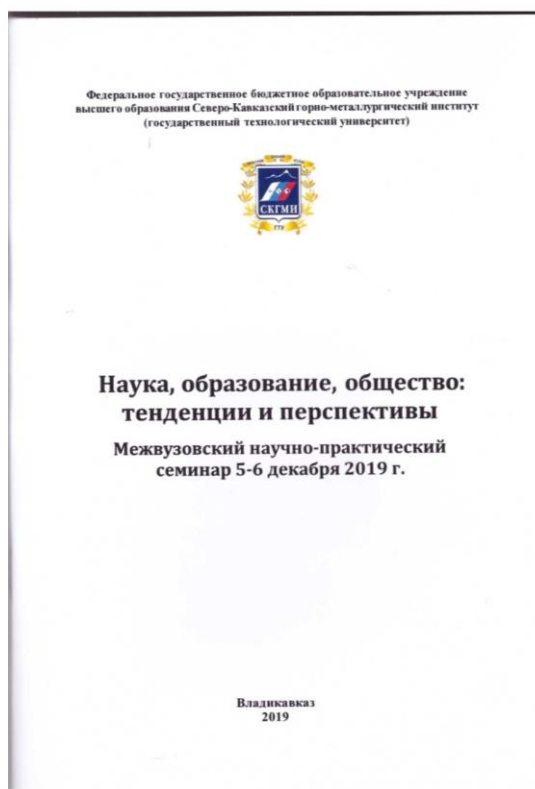 Федеральное государственное бюджетное образовательное учреждение
высшего образования Северо-Кавказский горно-металлургический институт
(государственный технологический университет)
СКГМИ
ГТУ
Наука, образование, общество:
тенденции и перспективы
Межвузовский научно-практический
семинар 5-6 декабря 2019 г.
Владикавказ
2019